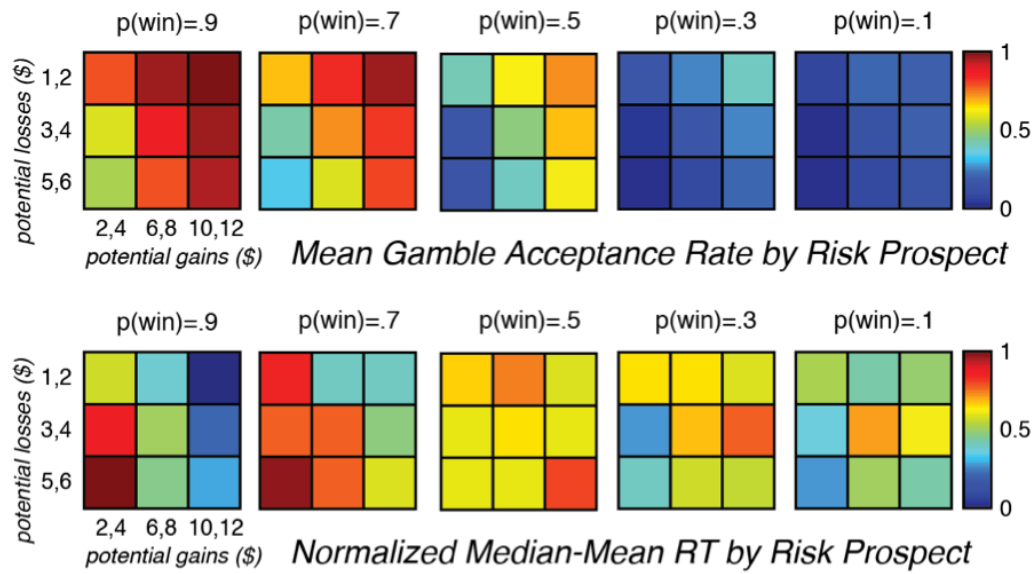 p(win)=.9 p(win)=.7 p(win)=.5 p(win)=.3 p(win)=.1
potential losses ($)
1,2
3,4
5,6
1
0.5
0
2,4 6,8 10,12
potential gains ($)
Mean Gamble Acceptance Rate by Risk Prospect
p(win)=.9 p(win)=.7 p(win)=.5 p(win)=.3 p(win)=.1
potential losses ($)
1,2
3,4
5,6
1
0.5
0
2,4 6,8 10,12
potential gains ($)
Normalized Median-Mean RT by Risk Prospect